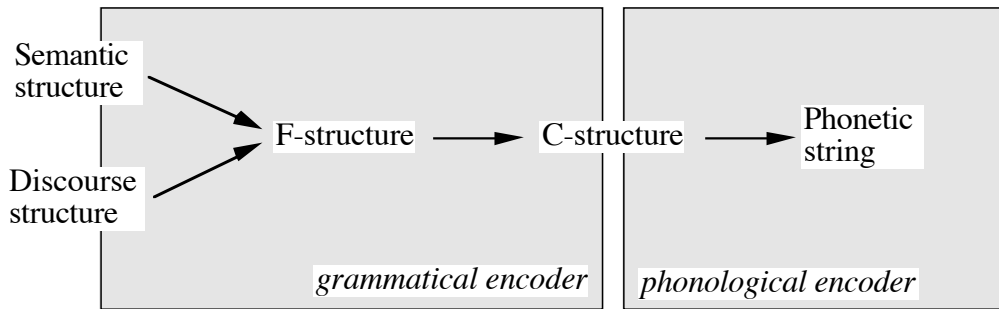 Semantic
structure
Discourse
structure
F-structure
C-structure
Phonetic
string
grammatical encoder
phonological encoder